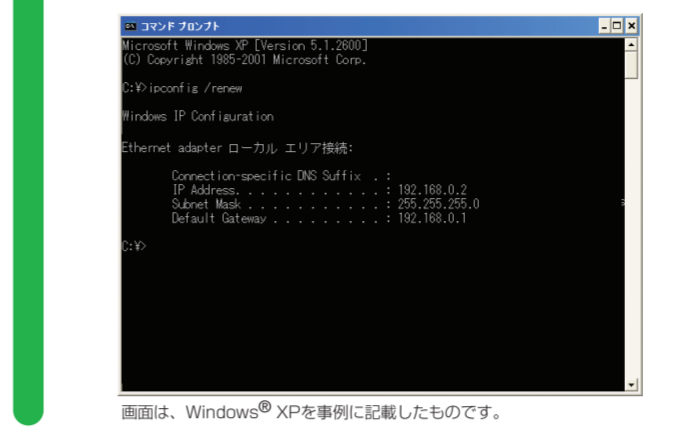 コマンド プロンプト
Microsoft Windows XP [Version 5.1.2600]
(C) Copyright 1985-2001 Microsoft Corp.
C:¥>ipconfig /renew
Windows IP Configuration
Ethernet adapter ローカル エリア接続:
Connection-specific DNS Suffix . :
IP Address. . . . . . . . . . . . : 192.168.0.2
Subnet Mask . . . . . . . . . . . : 255.255.255.0
Default Gateway . . . . . . . . . : 192.168.0.1
C:¥>
画面は、Windows® XPを事例に記載したものです。